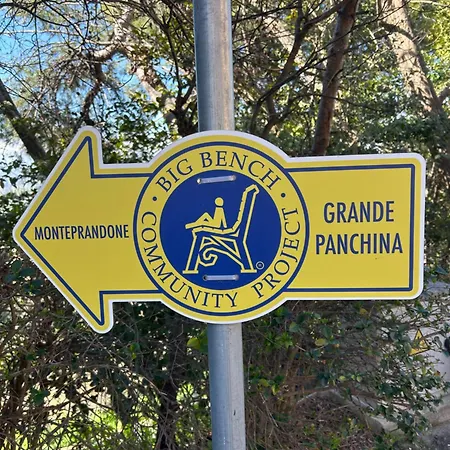 BIG BENCH
COMMUNITY PROJECT
MONTEPRANDONE
GRANDE
PANCHINA
®